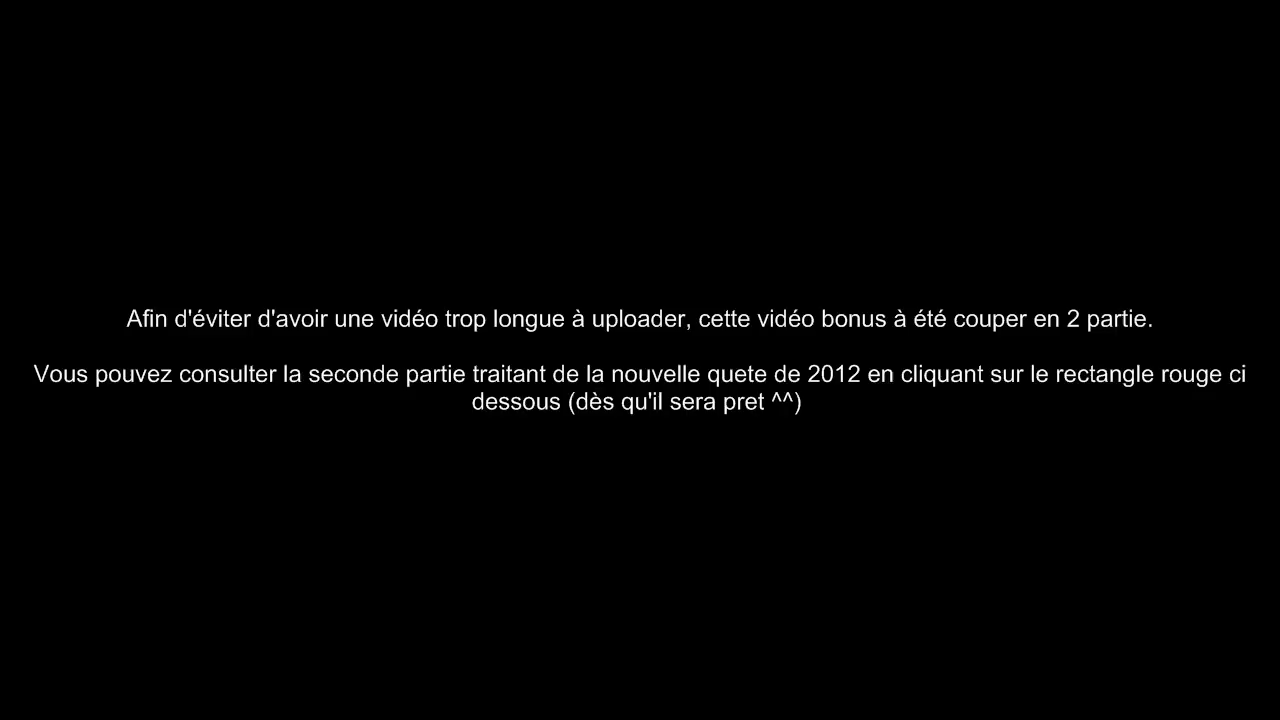 Afin d'éviter d'avoir une vidéo trop longue à uploader, cette vidéo bonus à été couper en 2 partie.
Vous pouvez consulter la seconde partie traitant de la nouvelle quete de 2012 en cliquant sur le rectangle rouge ci
dessous (dès qu'il sera pret ^^)